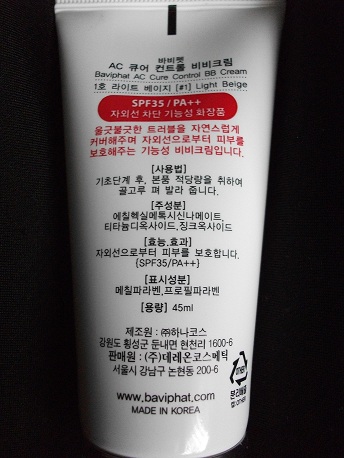 바비펫
AC 큐어 컨트롤 비비크림
Baviphat AC Cure Control BB Cream
1호 라이트 베이지 [#1] Light Beige
SPF35/PA++
자외선 차단 기능성 화장품
울긋불긋한 트러블을 자연스럽게
커버해주며 자외선으로부터 피부를
보호해주는 기능성 비비크림입니다.
[사용법]
기초단계 후, 본품 적당량을 취하여
골고루 펴 발라 줍니다.
[주성분]
에칠헥실메톡시신나메이트,
티타늄디옥사이드,징크옥사이드
[효능,효과]
자외선으로부터 피부를 보호합니다.
{SPF35/PA++}
[표시성분]
메칠파라벤,프로필파라벤
[용량] 45ml
제조원 : ㈜하나코스
강원도 횡성군 둔내면 현천리 1600-6
판매원 : (주)데레온코스메틱
서울시 강남구 논현동 200-6
other
분리배출
www.baviphat.com
MADE IN KOREA